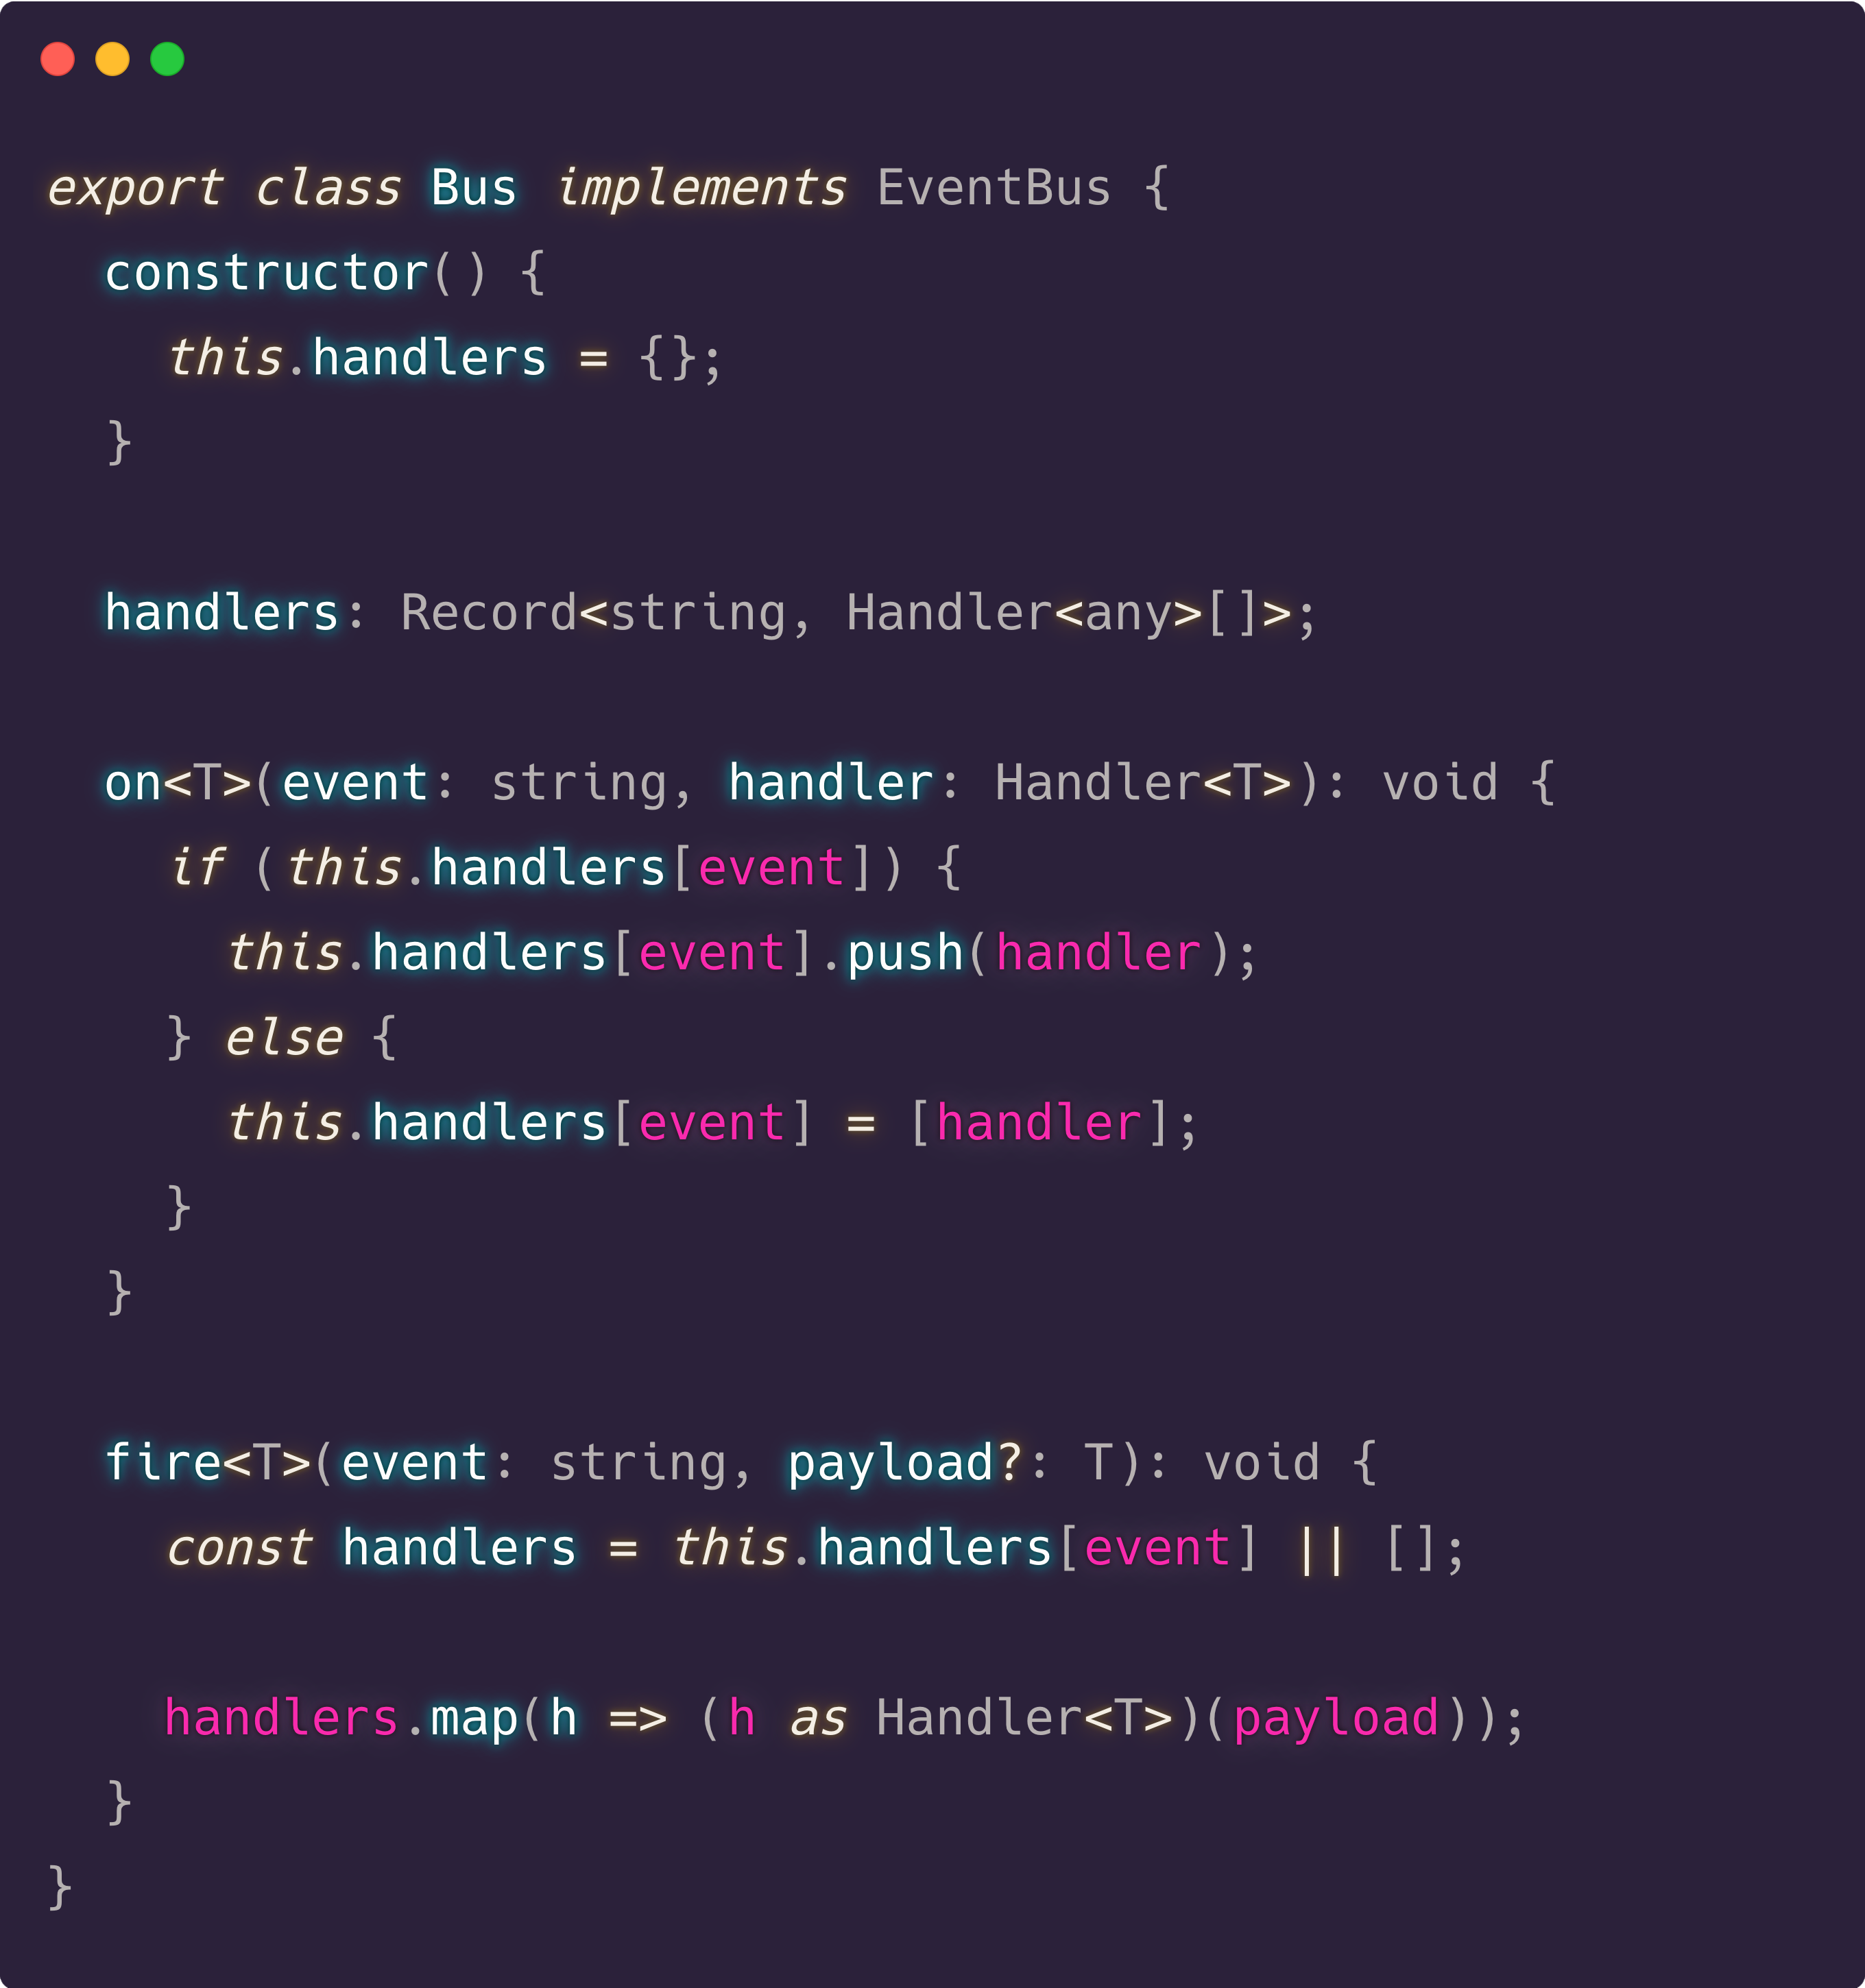 export class Bus implements EventBus {
  constructor() {
    this.handlers = {};
  }

  handlers: Record<string, Handler<any>[]>;

  on<T>(event: string, handler: Handler<T>): void {
    if (this.handlers[event]) {
      this.handlers[event].push(handler);
    } else {
      this.handlers[event] = [handler];
    }
  }

  fire<T>(event: string, payload?: T): void {
    const handlers = this.handlers[event] || [];

    handlers.map(h => (h as Handler<T>)(payload));
  }
}